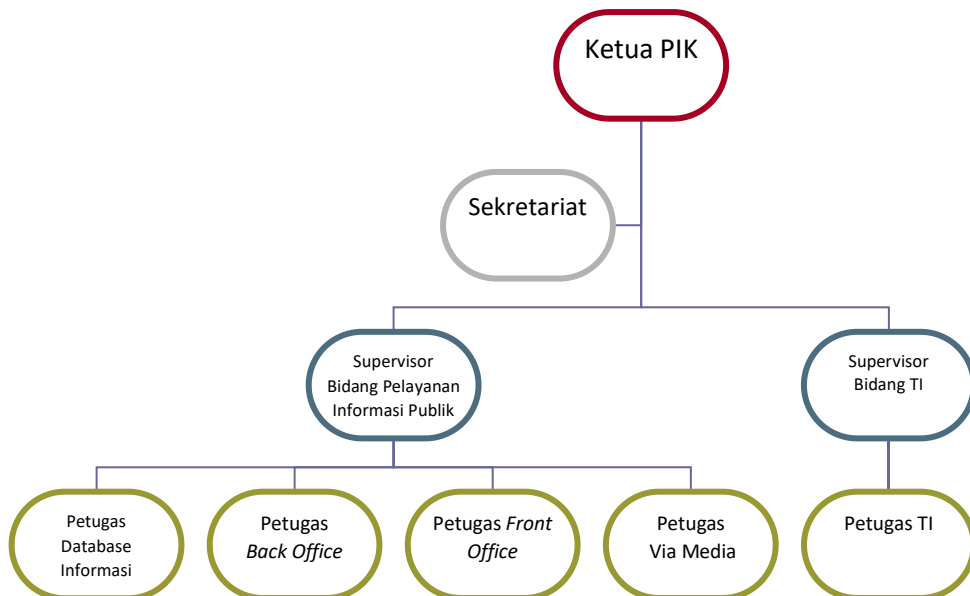 Ketua PIK
Sekretariat
Supervisor
Bidang Pelayanan
Informasi Publik
Supervisor
Bidang TI
Petugas
Database
Informasi
Petugas
Back Office
Petugas Front
Office
Petugas
Via Media
Petugas TI